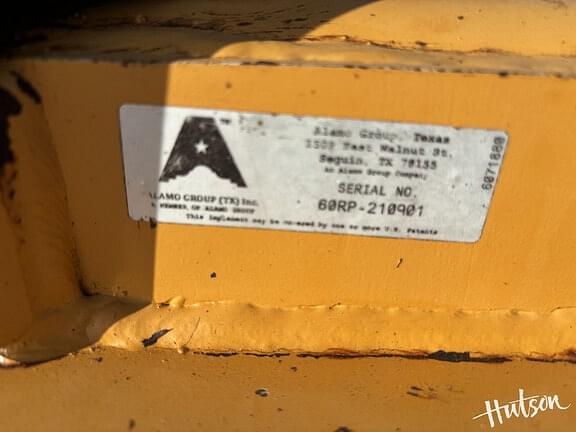 Alamo Group, Texas
1502 East Walnut St.
Seguin, TX 78155
An Alamo Group Company
SERIAL NO.
60RP-210901
ALAMO GROUP (TX) Inc.
A MEMBER OF ALAMO GROUP
This implement may be covered by one or more U.S. Patents
6071880
Hutson